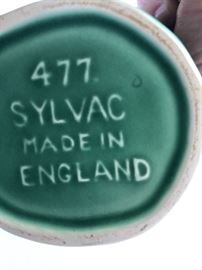 477.
SYLVAC
MADE IN
ENGLAND